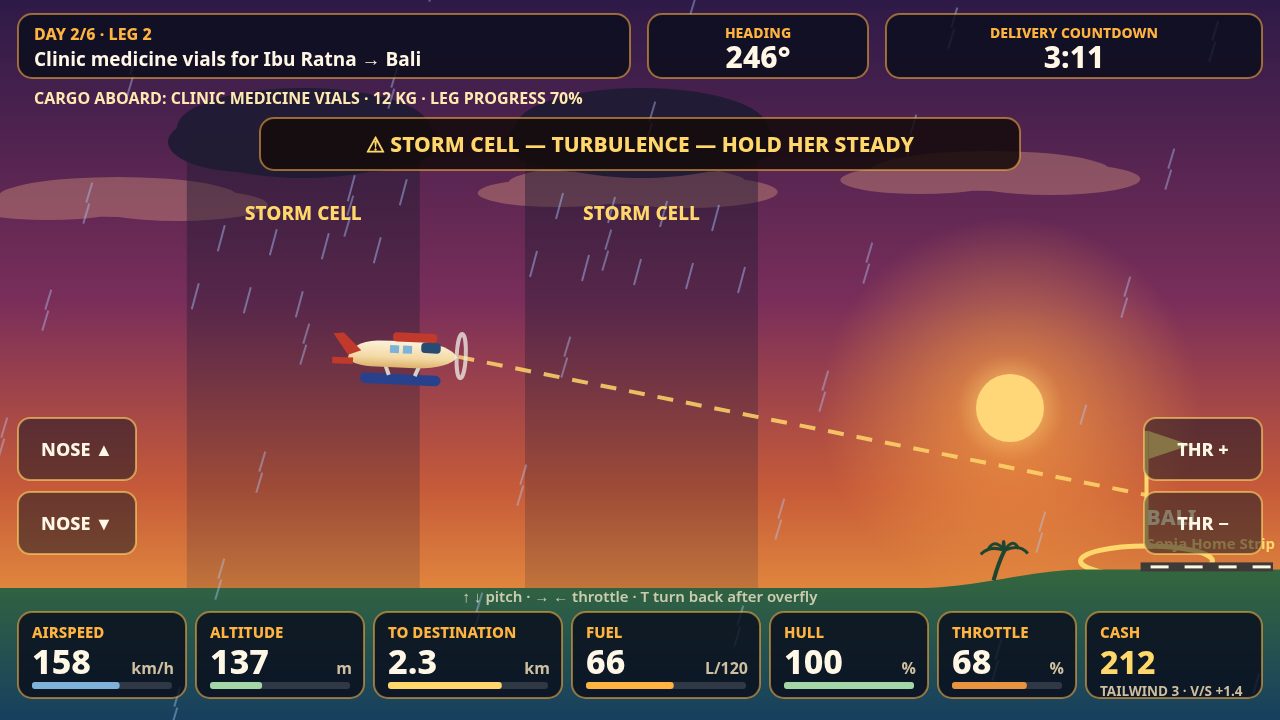 DAY 2/6 · LEG 2
Clinic medicine vials for Ibu Ratna → Bali
HEADING
246°
DELIVERY COUNTDOWN
3:11
CARGO ABOARD: CLINIC MEDICINE VIALS · 12 KG · LEG PROGRESS 70%
⚠ STORM CELL — TURBULENCE — HOLD HER STEADY
STORM CELL
STORM CELL
NOSE ▲
THR +
NOSE ▼
BALI
THR −
Senja Home Strip
↑ ↓ pitch · → ← throttle · T turn back after overfly
AIRSPEED
158 km/h
ALTITUDE
137 m
TO DESTINATION
2.3 km
FUEL
66 L/120
HULL
100 %
THROTTLE
68 %
CASH
212
TAILWIND 3 · V/S +1.4